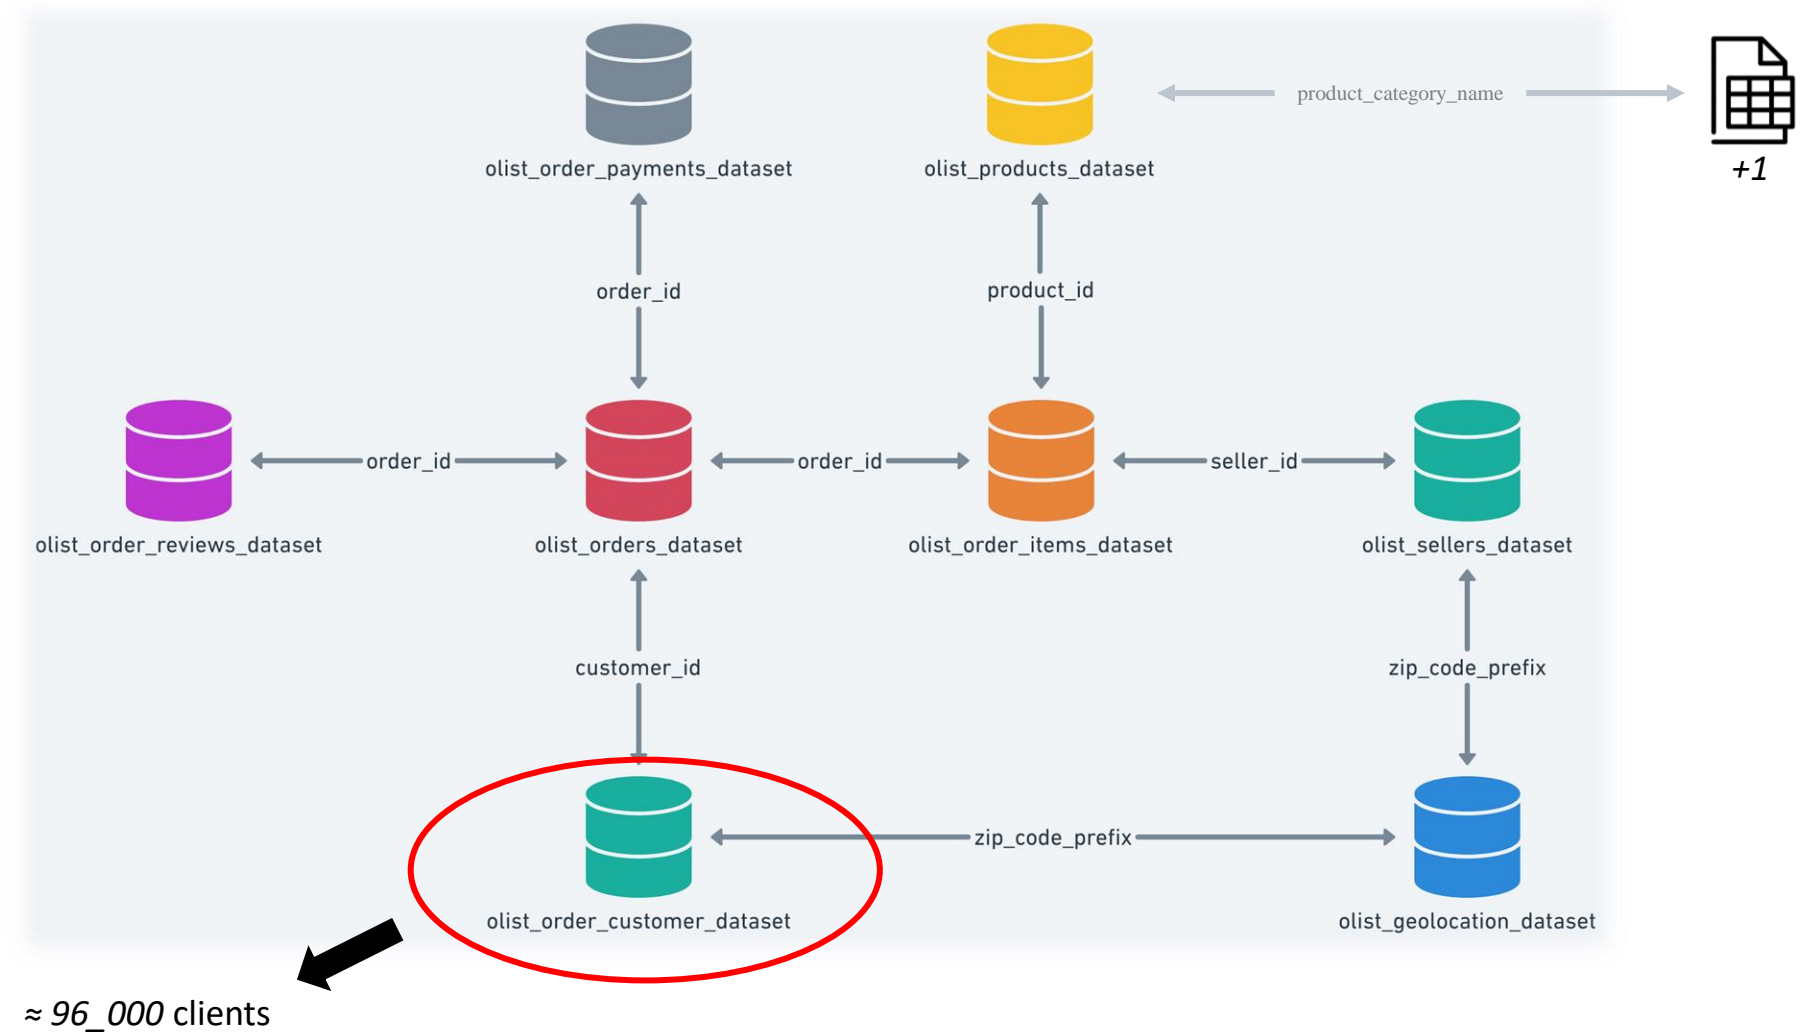 product_category_name
+1
olist_order_payments_dataset
olist_products_dataset
order_id
product_id
order_id
order_id
seller_id
olist_order_reviews_dataset
olist_orders_dataset
olist_order_items_dataset
olist_sellers_dataset
customer_id
zip_code_prefix
zip_code_prefix
olist_order_customer_dataset
olist_geolocation_dataset
≈ 96_000 clients